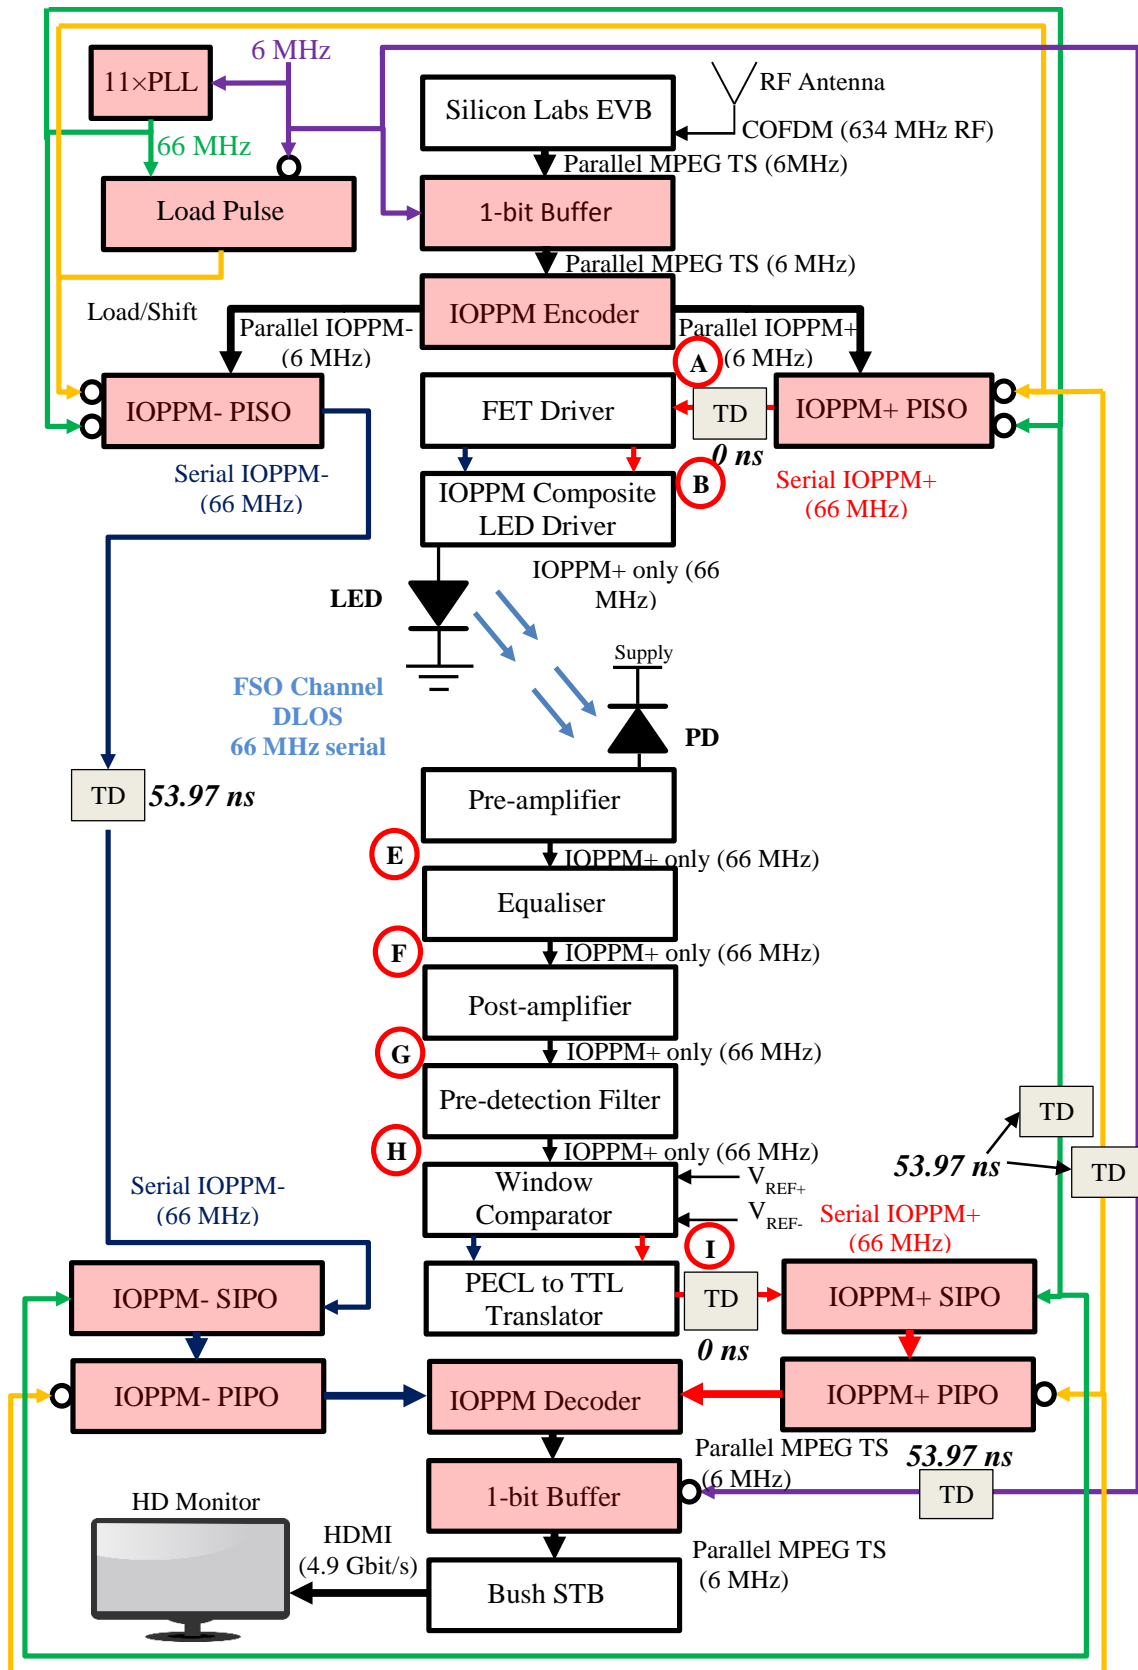 6 MHz
11×PLL
66 MHz
Load Pulse
Silicon Labs EVB
RF Antenna
COFDM (634 MHz RF)
Parallel MPEG TS (6MHz)
1-bit Buffer
Parallel MPEG TS (6 MHz)
IOPPM Encoder
Load/Shift
Parallel IOPPM-
(6 MHz)
Parallel IOPPM+
(6 MHz)
A
IOPPM- PISO
FET Driver
TD
0 ns
IOPPM+ PISO
Serial IOPPM-
(66 MHz)
B
Serial IOPPM+
(66 MHz)
IOPPM Composite
LED Driver
IOPPM+ only (66
MHz)
LED
Supply
FSO Channel
DLOS
66 MHz serial
PD
TD
53.97 ns
Pre-amplifier
E
IOPPM+ only (66 MHz)
Equaliser
F
IOPPM+ only (66 MHz)
Post-amplifier
G
IOPPM+ only (66 MHz)
Pre-detection Filter
TD
H
IOPPM+ only (66 MHz)
53.97 ns
TD
Window
Comparator
VREF+
VREF-
Serial IOPPM-
(66 MHz)
Serial IOPPM+
(66 MHz)
I
IOPPM- SIPO
PECL to TTL
Translator
TD
0 ns
IOPPM+ SIPO
IOPPM- PIPO
IOPPM Decoder
IOPPM+ PIPO
Parallel MPEG TS
(6 MHz)
53.97 ns
TD
1-bit Buffer
HD Monitor
HDMI
(4.9 Gbit/s)
Parallel MPEG TS
(6 MHz)
Bush STB